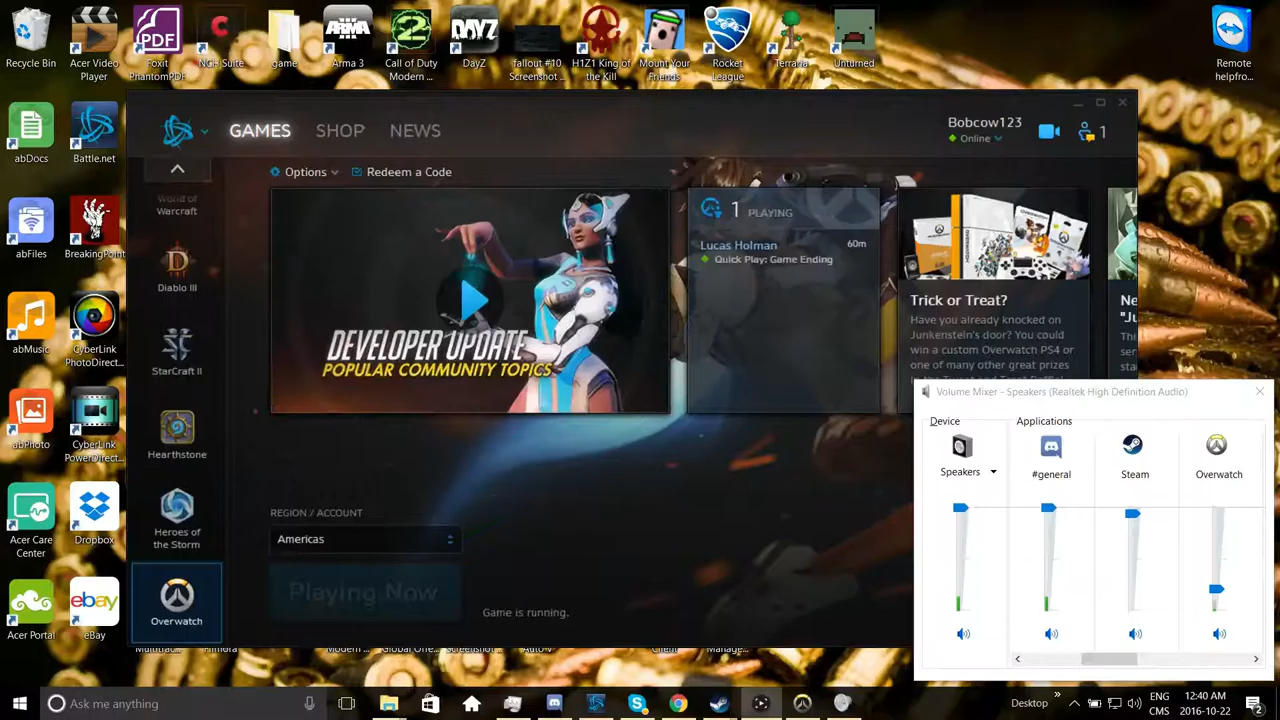 Recycle Bin
Acer Video
Player
Foxit
PhantomPDF
NCH Suite
game
Arma 3
Call of Duty
Modern ...
DayZ
fallout #10
Screenshot ...
H1Z1 King of
the Kill
Mount Your
Friends
Rocket
League
Terraria
Unturned
Remote
helpfro...
abDocs
Battle.net
abFiles
BreakingPoint
abMusic
CyberLink
PhotoDirect...
abPhoto
CyberLink
PowerDirect...
Acer Care
Center
Dropbox
Acer Portal
eBay
GAMES
SHOP
NEWS
Bobcow123
Online
1
Options
Redeem a Code
World of
Warcraft
Diablo III
StarCraft II
Hearthstone
Heroes of
the Storm
Overwatch
DEVELOPER UPDATE
POPULAR COMMUNITY TOPICS
1 PLAYING
Lucas Holman
60m
Quick Play: Game Ending
Trick or Treat?
Have you already knocked on
Junkenstein's door? You could
win a custom Overwatch PS4 or
one of many other great prizes
REGION / ACCOUNT
Americas
Playing Now
Game is running.
Volume Mixer - Speakers (Realtek High Definition Audio)
Device
Applications
Speakers
#general
Steam
Overwatch
Ask me anything
Desktop
ENG
CMS
12:40 AM
2016-10-22
2